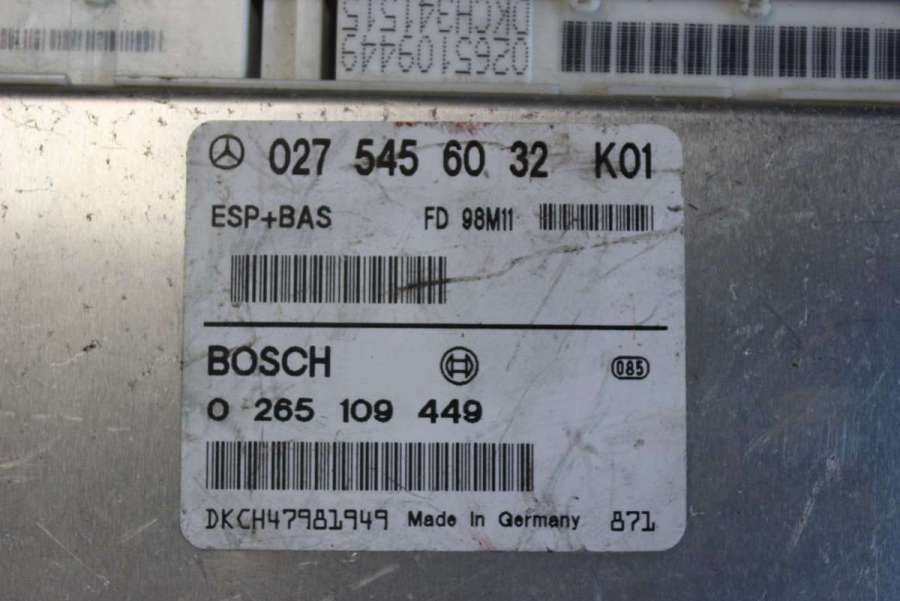 DKCH341515
0265109449
027 545 60 32 K01
ESP+BAS FD 98M11
BOSCH 085
0 265 109 449
DKCH47981949 Made in Germany 871